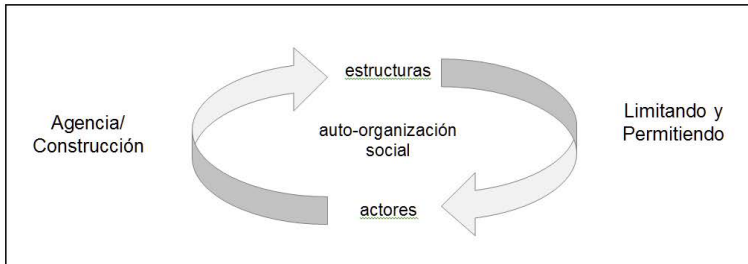 estructuras
Agencia/
Construcción
auto-organización
social
Limitando y
Permitiendo
actores